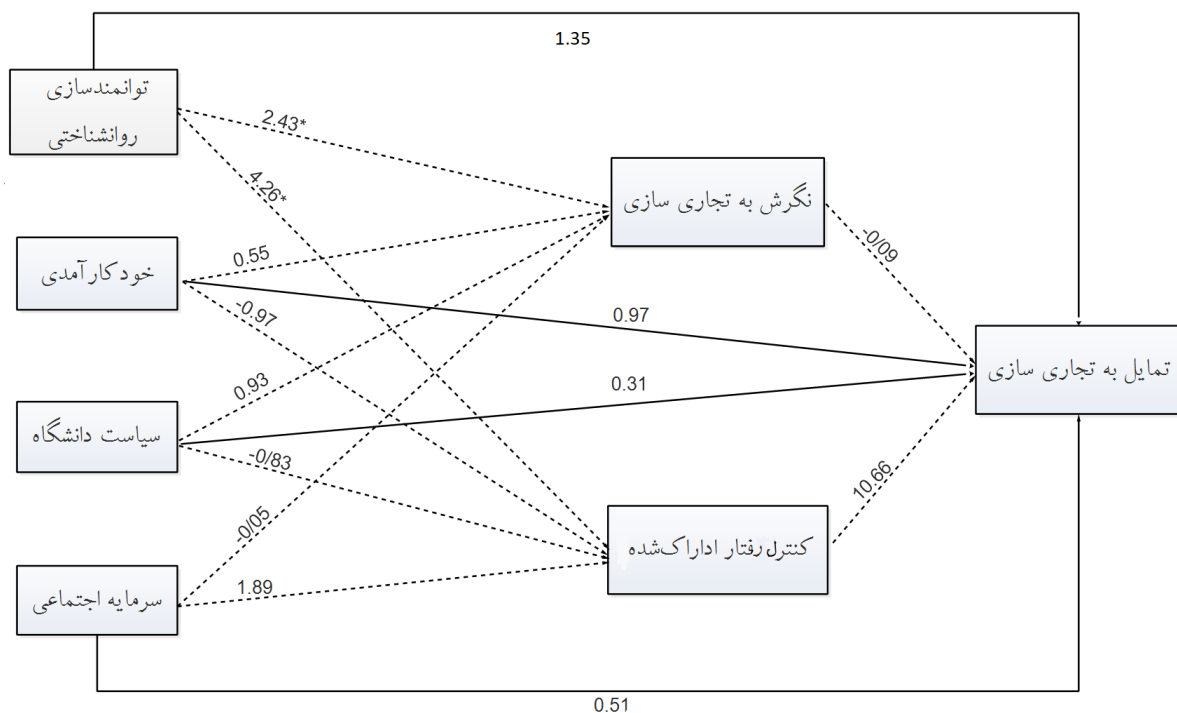 1.35
توانمندسازی
روانشناختی
2.43*
4.26*
نگرش به تجاری سازی
-0/09
خودکارآمدی
0.55
-0.97
0.97
تمایل به تجاری سازی
0.93
0.31
سیاست دانشگاه
-0/83
10.66
-0/05
کنترل رفتار اداراک‌شده
سرمایه اجتماعی
1.89
0.51